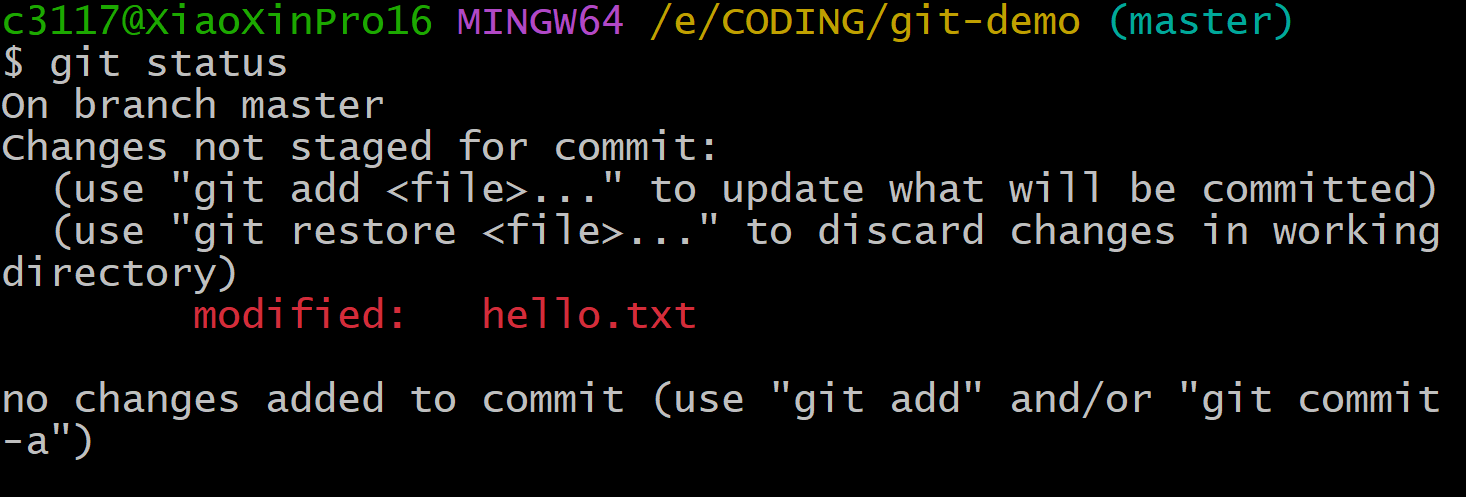 c3117@XiaoXinPro16 MINGW64 /e/CODING/git-demo (master)
$ git status
On branch master
Changes not staged for commit:
  (use "git add <file>..." to update what will be committed)
  (use "git restore <file>..." to discard changes in working
directory)
        modified:   hello.txt

no changes added to commit (use "git add" and/or "git commit
-a")